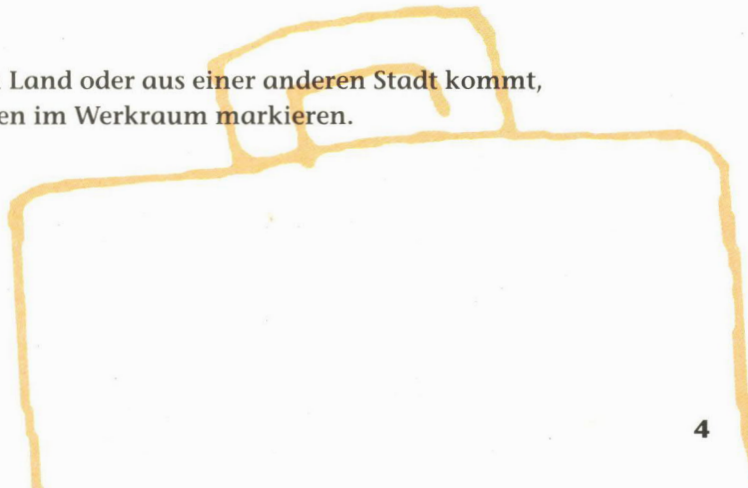 Land oder aus einer anderen Stadt kommt,
en im Werkraum markieren.
4